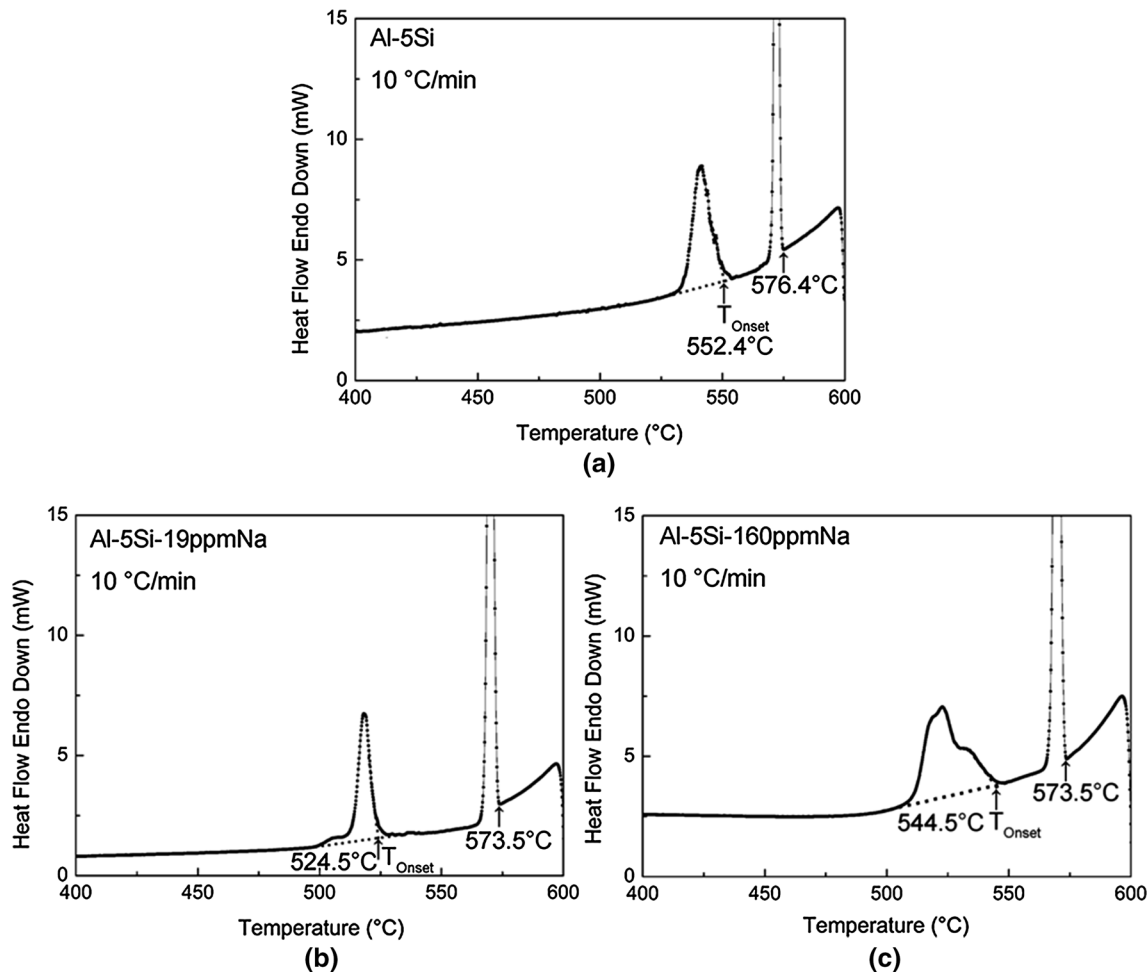 Al-5Si
10 °C/min
Heat Flow Endo Down (mW)
15
10
5
0
576.4°C
T Onset
552.4°C
400 450 500 550 600
Temperature (°C)
(a)
Al-5Si-19ppmNa
10 °C/min
Heat Flow Endo Down (mW)
15
10
5
0
573.5°C
524.5°C T Onset
400 450 500 550 600
Temperature (°C)
(b)
Al-5Si-160ppmNa
10 °C/min
Heat Flow Endo Down (mW)
15
10
5
0
573.5°C
544.5°C T Onset
400 450 500 550 600
Temperature (°C)
(c)